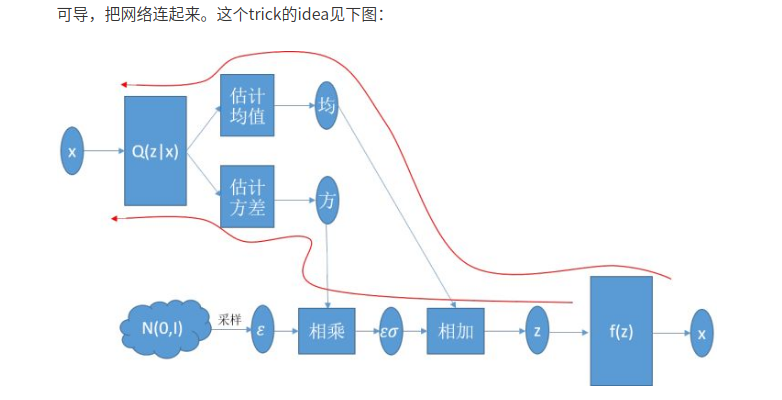 可导，把网络连起来。这个trick的idea见下图：
估计
均值
均
x
Q(z|x)
估计
方差
方
N(0,I)
采样
ε
相乘
εσ
相加
z
f(z)
x